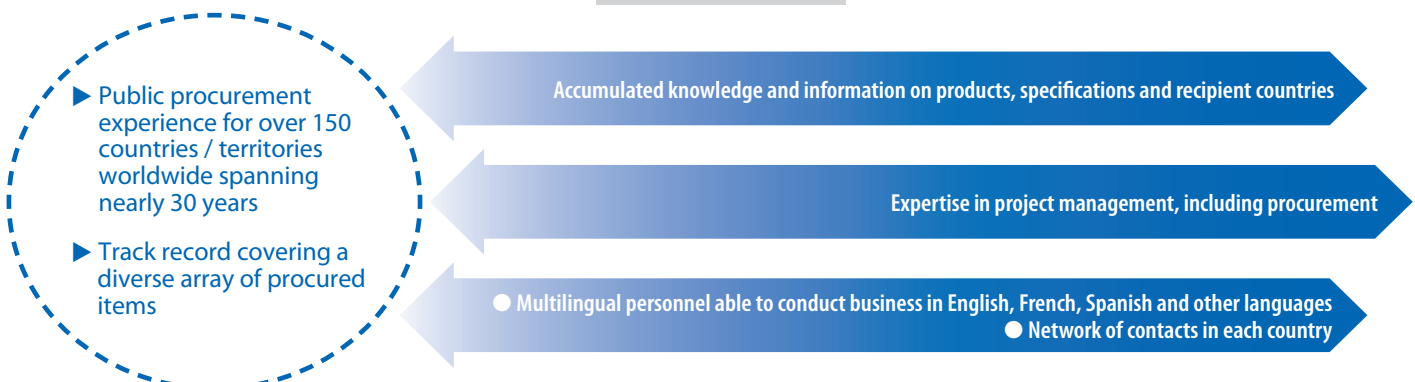 ▶ Public procurement
experience for over 150
countries / territories
worldwide spanning
nearly 30 years
▶ Track record covering a
diverse array of procured
items
Accumulated knowledge and information on products, specifications and recipient countries
Expertise in project management, including procurement
● Multilingual personnel able to conduct business in English, French, Spanish and other languages
● Network of contacts in each country